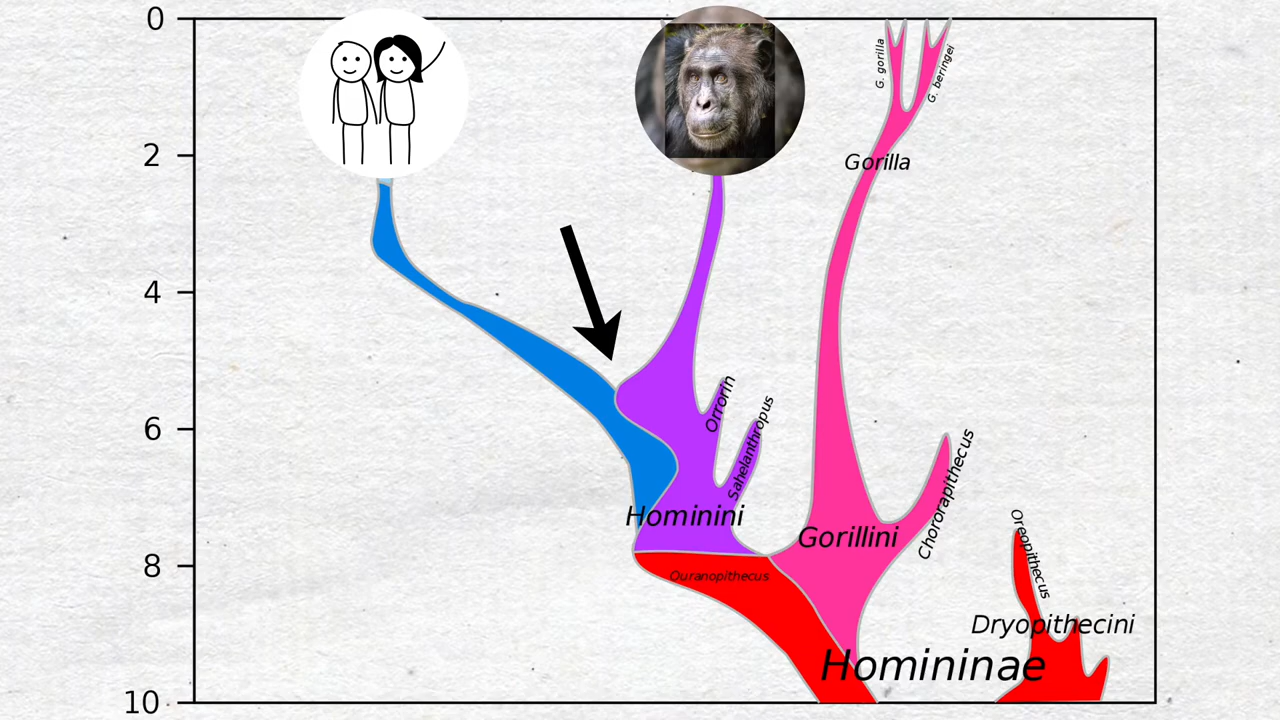 0
G. gorilla
G. beringei
2
Gorilla
4
Orrorin
Sahelanthropus
6
Chororapithecus
Hominini
Gorillini
Oreopithecus
8
Ouranopithecus
Dryopithecini
Homininae
10